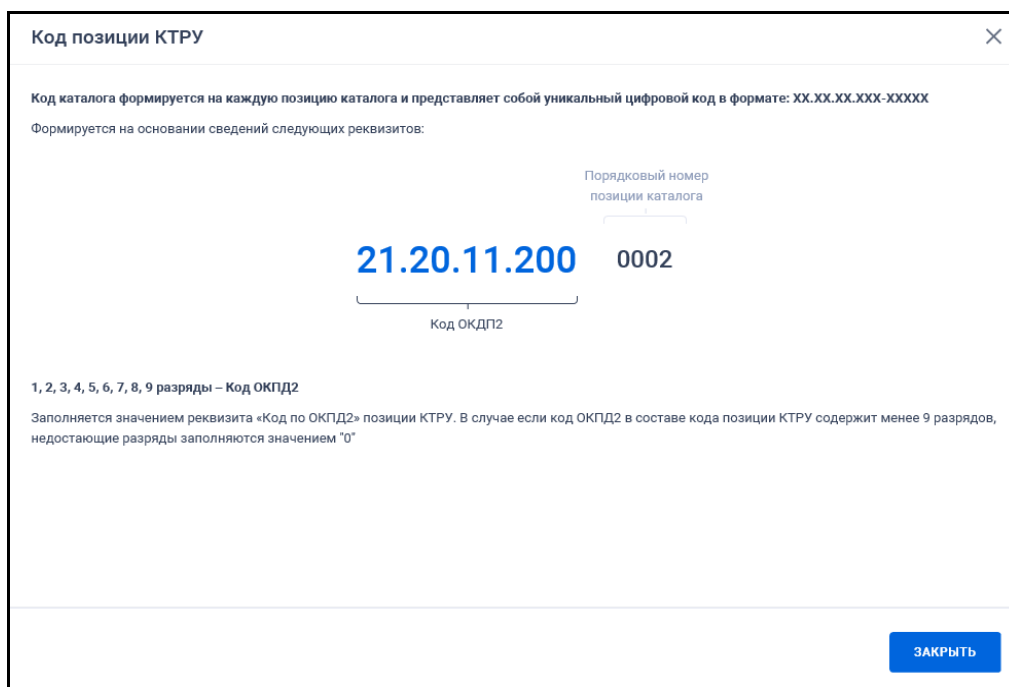 Код позиции КТРУ
Код каталога формируется на каждую позицию каталога и представляет собой уникальный цифровой код в формате: XX.XX.XX.XXX-XXXXX
Формируется на основании сведений следующих реквизитов:
Порядковый номер
позиции каталога
21.20.11.200 0002
Код ОКДП2
1, 2, 3, 4, 5, 6, 7, 8, 9 разряды – Код ОКПД2
Заполняется значением реквизита «Код по ОКПД2» позиции КТРУ. В случае если код ОКПД2 в составе кода позиции КТРУ содержит менее 9 разрядов,
недостающие разряды заполняются значением "0"
ЗАКРЫТЬ